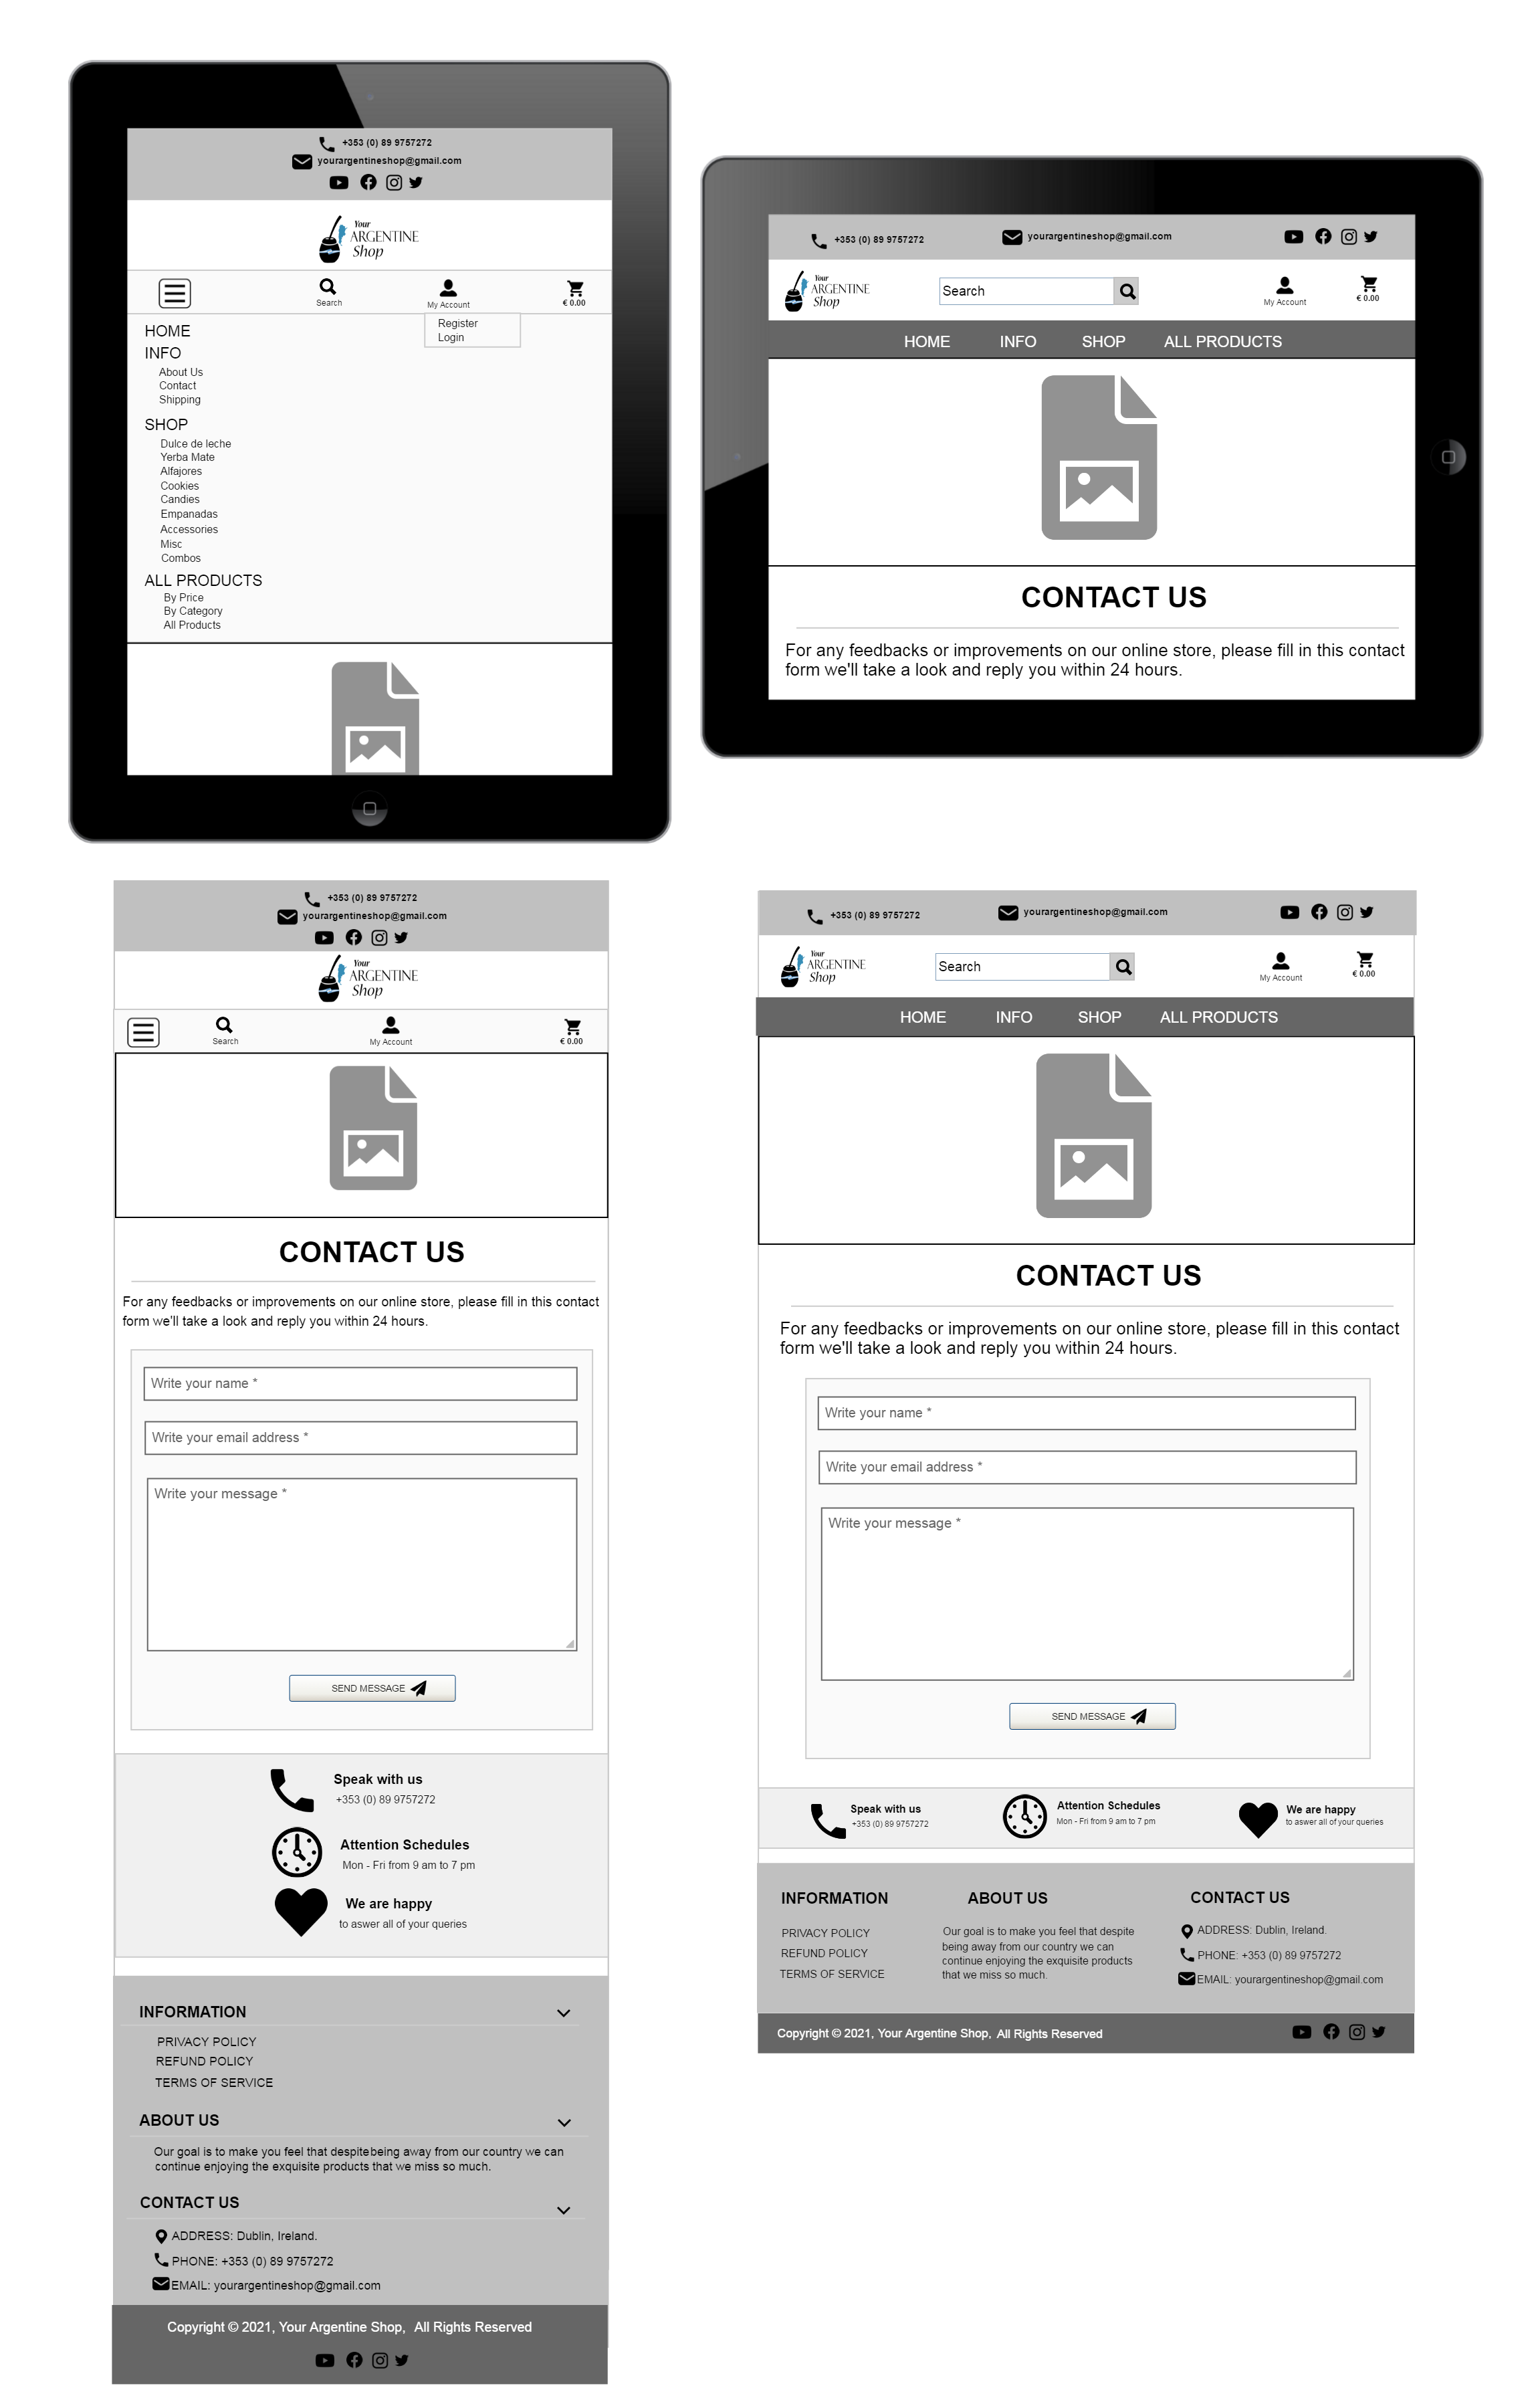 +353 (0) 89 9757272
yourargentineshop@gmail.com
Your
ARGENTINE
Shop
Search
My Account
€ 0.00
Register
Login
HOME
INFO
About Us
Contact
Shipping
SHOP
Dulce de leche
Yerba Mate
Alfajores
Cookies
Candies
Empanadas
Accessories
Misc
Combos
ALL PRODUCTS
By Price
By Category
All Products
+353 (0) 89 9757272 yourargentineshop@gmail.com
Your
ARGENTINE
Shop
Search
My Account
€ 0.00
HOME INFO SHOP ALL PRODUCTS
CONTACT US
For any feedbacks or improvements on our online store, please fill in this contact
form we'll take a look and reply you within 24 hours.
+353 (0) 89 9757272
yourargentineshop@gmail.com
Your
ARGENTINE
Shop
Search
My Account
€ 0.00
CONTACT US
For any feedbacks or improvements on our online store, please fill in this contact
form we'll take a look and reply you within 24 hours.
Write your name *
Write your email address *
Write your message *
SEND MESSAGE
Speak with us
+353 (0) 89 9757272
Attention Schedules
Mon - Fri from 9 am to 7 pm
We are happy
to aswer all of your queries
INFORMATION
PRIVACY POLICY
REFUND POLICY
TERMS OF SERVICE
ABOUT US
Our goal is to make you feel that despitebeing away from our country we can
continue enjoying the exquisite products that we miss so much.
CONTACT US
ADDRESS: Dublin, Ireland.
PHONE: +353 (0) 89 9757272
EMAIL: yourargentineshop@gmail.com
Copyright © 2021, Your Argentine Shop, All Rights Reserved
+353 (0) 89 9757272 yourargentineshop@gmail.com
Your
ARGENTINE
Shop
Search
My Account
€ 0.00
HOME INFO SHOP ALL PRODUCTS
CONTACT US
For any feedbacks or improvements on our online store, please fill in this contact
form we'll take a look and reply you within 24 hours.
Write your name *
Write your email address *
Write your message *
SEND MESSAGE
Speak with us
+353 (0) 89 9757272
Attention Schedules
Mon - Fri from 9 am to 7 pm
We are happy
to aswer all of your queries
INFORMATION
PRIVACY POLICY
REFUND POLICY
TERMS OF SERVICE
ABOUT US
Our goal is to make you feel that despite
being away from our country we can
continue enjoying the exquisite products
that we miss so much.
CONTACT US
ADDRESS: Dublin, Ireland.
PHONE: +353 (0) 89 9757272
EMAIL: yourargentineshop@gmail.com
Copyright © 2021, Your Argentine Shop, All Rights Reserved